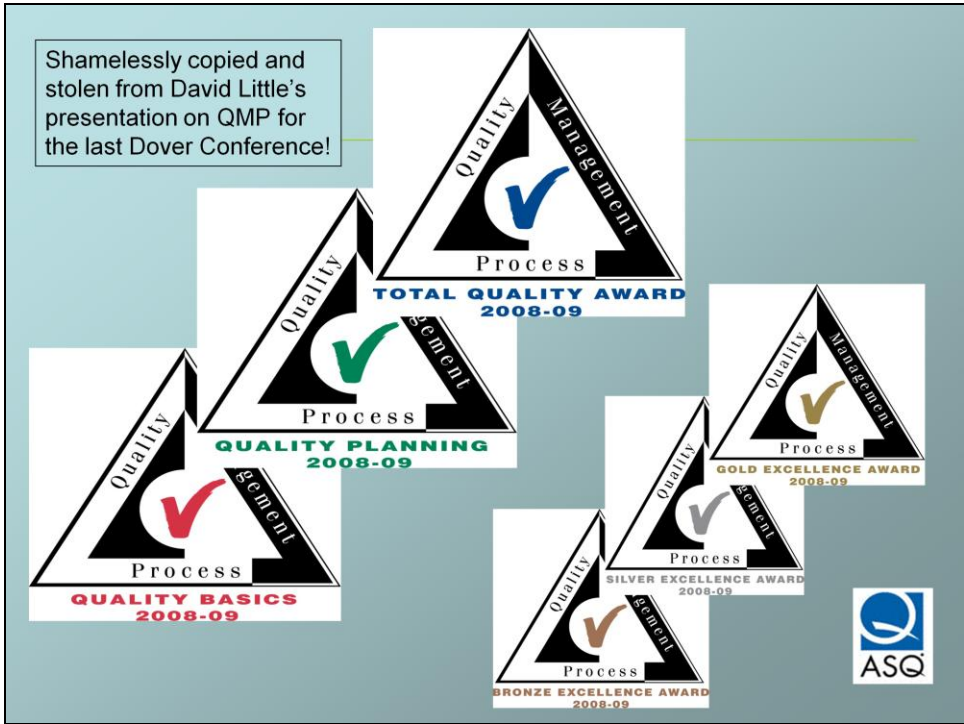 Shamelessly copied and
stolen from David Little's
presentation on QMP for
the last Dover Conference!
Quality
Management
Process
TOTAL QUALITY AWARD
2008-09
Quality
gement
Process
QUALITY PLANNING
2008-09
Quality
gement
Process
QUALITY BASICS
2008-09
Quality
Management
Process
GOLD EXCELLENCE AWARD
2008-09
Quality
gement
Process
SILVER EXCELLENCE AWARD
2008-09
Quality
gement
Process
BRONZE EXCELLENCE AWARD
2008-09
ASQ